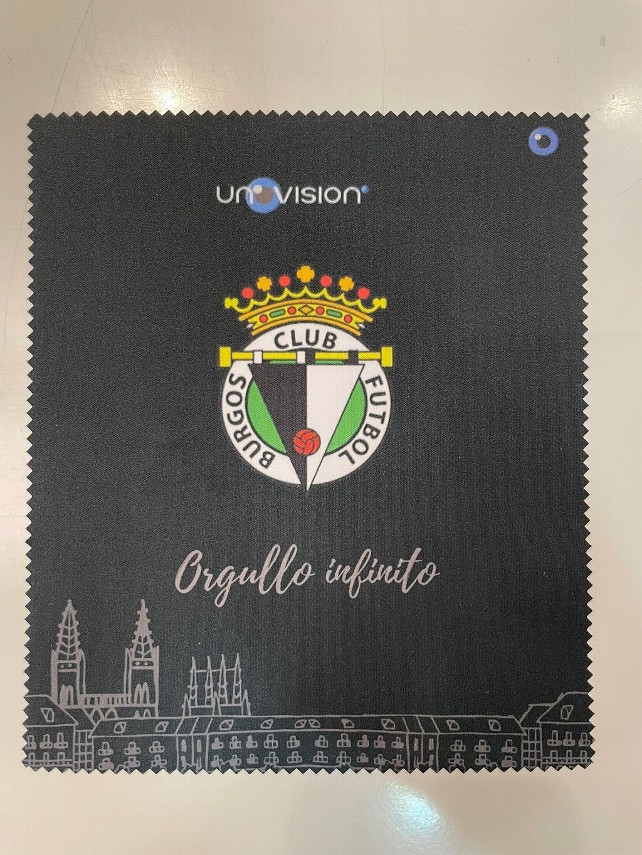 UNOVISION
CLUB
BURGOS
FUTBOL
Orgullo infinito